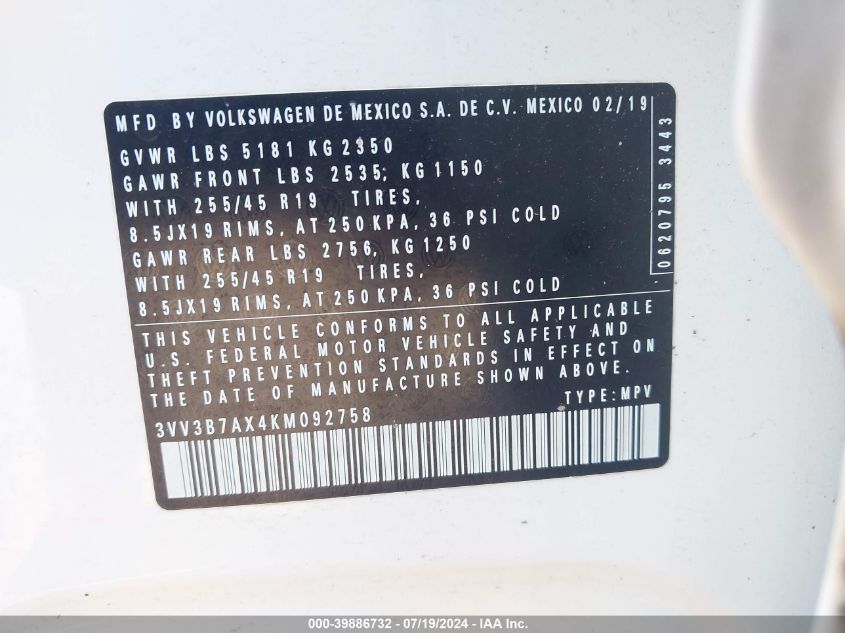 MFD BY VOLKSWAGEN DE MEXICO S.A. DE C.V. MEXICO 02/19
GVWR LBS 5181 KG 2350
GAWR FRONT LBS 2535; KG 1150
WITH 255/45 R19 TIRES,
8.5JX19 RIMS, AT 250 KPA, 36 PSI COLD
GAWR REAR LBS 2756, KG 1250
WITH 255/45 R19 TIRES,
8.5JX19 RIMS, AT 250 KPA, 36 PSI COLD
0620795 3443
THIS VEHICLE CONFORMS TO ALL APPLICABLE
U.S. FEDERAL MOTOR VEHICLE SAFETY AND
THEFT PREVENTION STANDARDS IN EFFECT ON
THE DATE OF MANUFACTURE SHOWN ABOVE.
TYPE: MPV
3VV3B7AX4KM092758
000-39886732 - 07/19/2024 - IAA Inc.